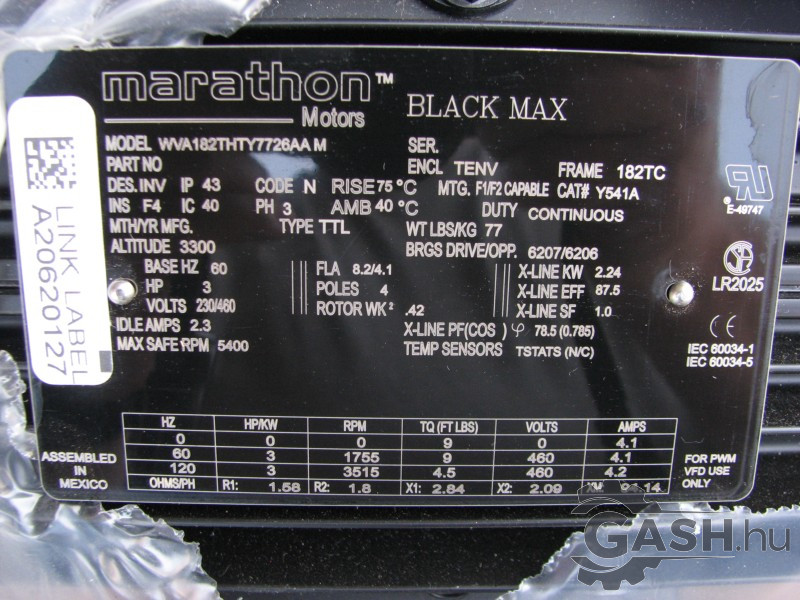 marathon™
Motors
BLACK MAX
MODEL WVA182THTY7726AA M SER.
PART NO ENCL TENV FRAME 182TC
DES. INV IP 43 CODE N RISE 75 °C MTG. F1/F2 CAPABLE CAT# Y541A
INS F4 IC 40 PH 3 AMB 40 °C DUTY CONTINUOUS
MTH/YR MFG. TYPE TTL WT LBS/KG 77
ALTITUDE 3300 BRGS DRIVE/OPP. 6207/6206
BASE HZ 60 FLA 8.2/4.1 X-LINE KW 2.24
HP 3 POLES 4 X-LINE EFF 87.5
VOLTS 230/460 ROTOR WK² .42 X-LINE SF 1.0
IDLE AMPS 2.3 X-LINE PF(COS) φ 78.5 (0.785)
MAX SAFE RPM 5400 TEMP SENSORS TSTATS (N/C)
E-49747
LR2025
CE
IEC 60034-1
IEC 60034-5
LINK LABEL
A20620127
HZ HP/KW RPM TQ (FT LBS) VOLTS AMPS
0 0 0 9 0 4.1
60 3 1755 9 460 4.1
120 3 3515 4.5 460 4.2
OHMS/PH R1: 1.58 R2: 1.8 X1: 2.84 X2: 2.09
ASSEMBLED
IN
MEXICO
FOR PWM
VFD USE
ONLY
GASH.hu